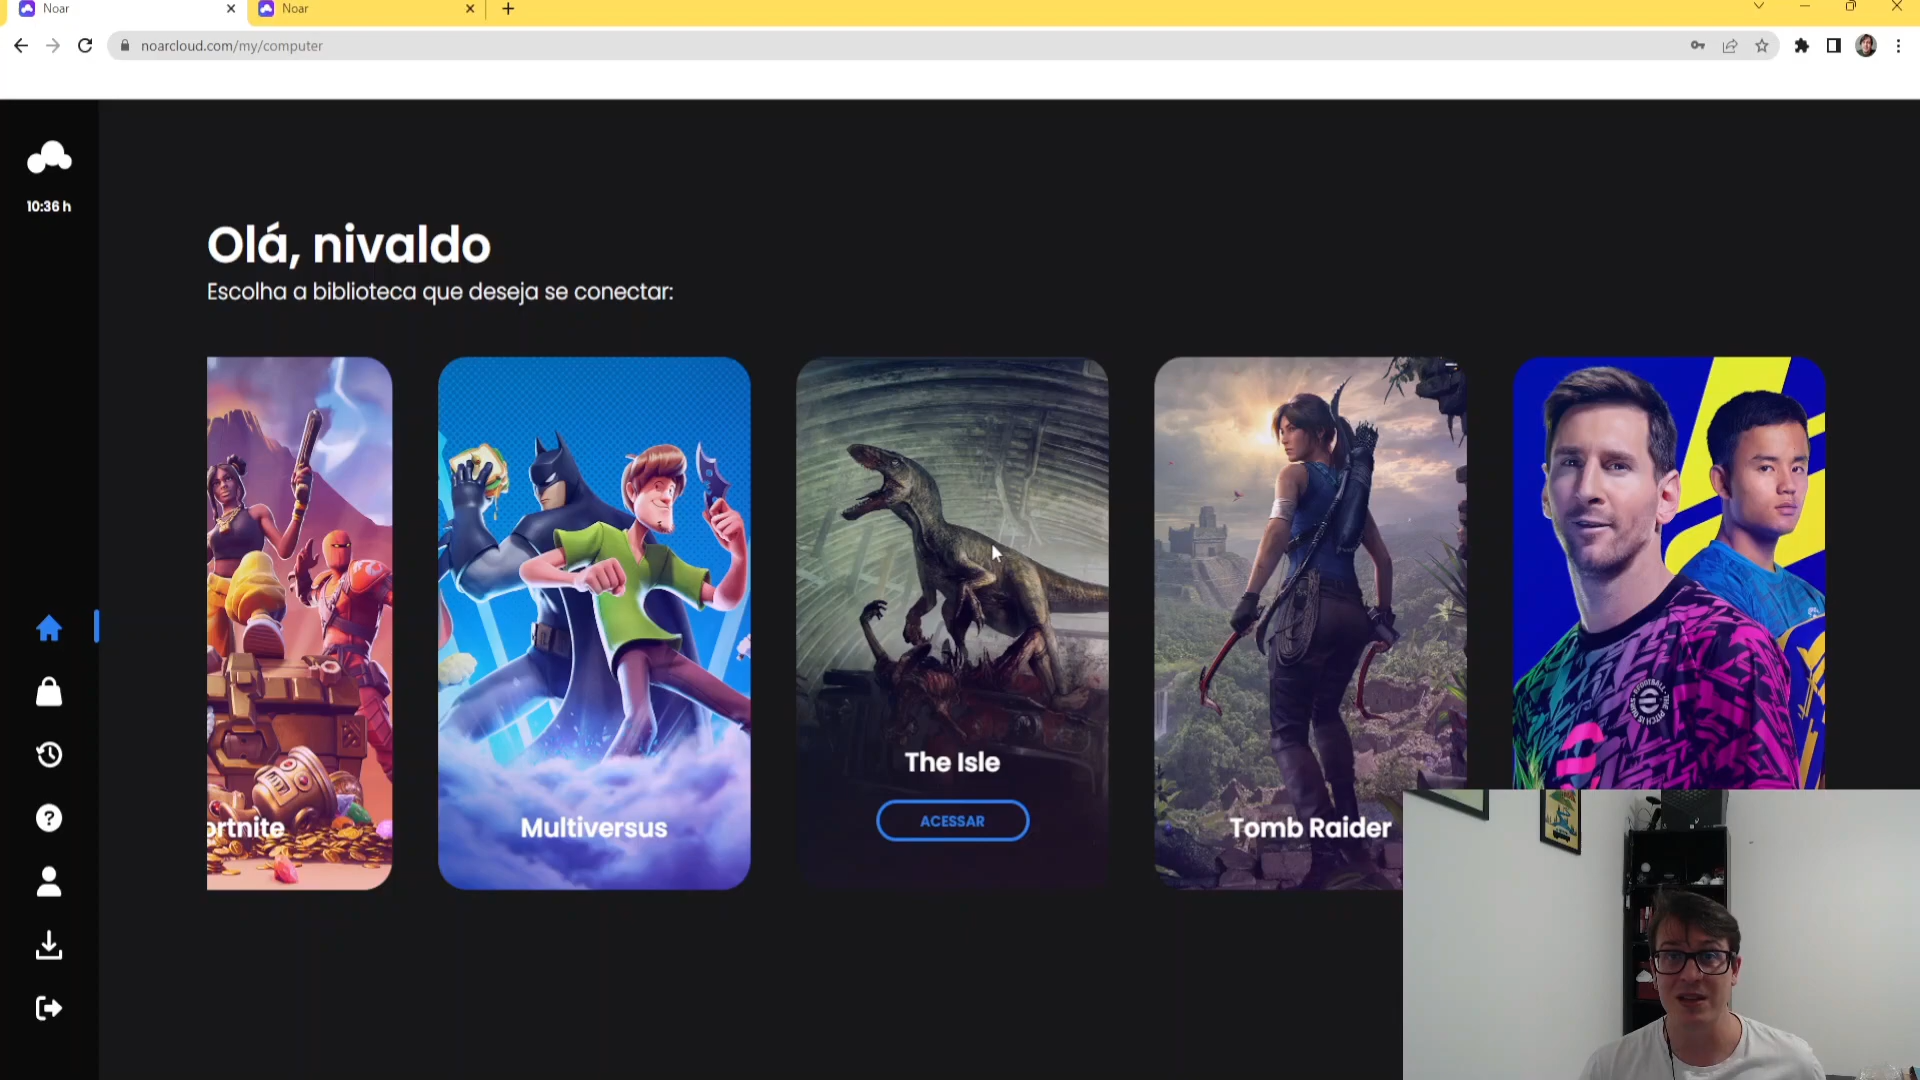 Noar
Noar
noarcloud.com/my/computer
10:36 h
Olá, nivaldo
Escolha a biblioteca que deseja se conectar:
ortnite
Multiversus
The Isle
ACESSAR
Tomb Raider